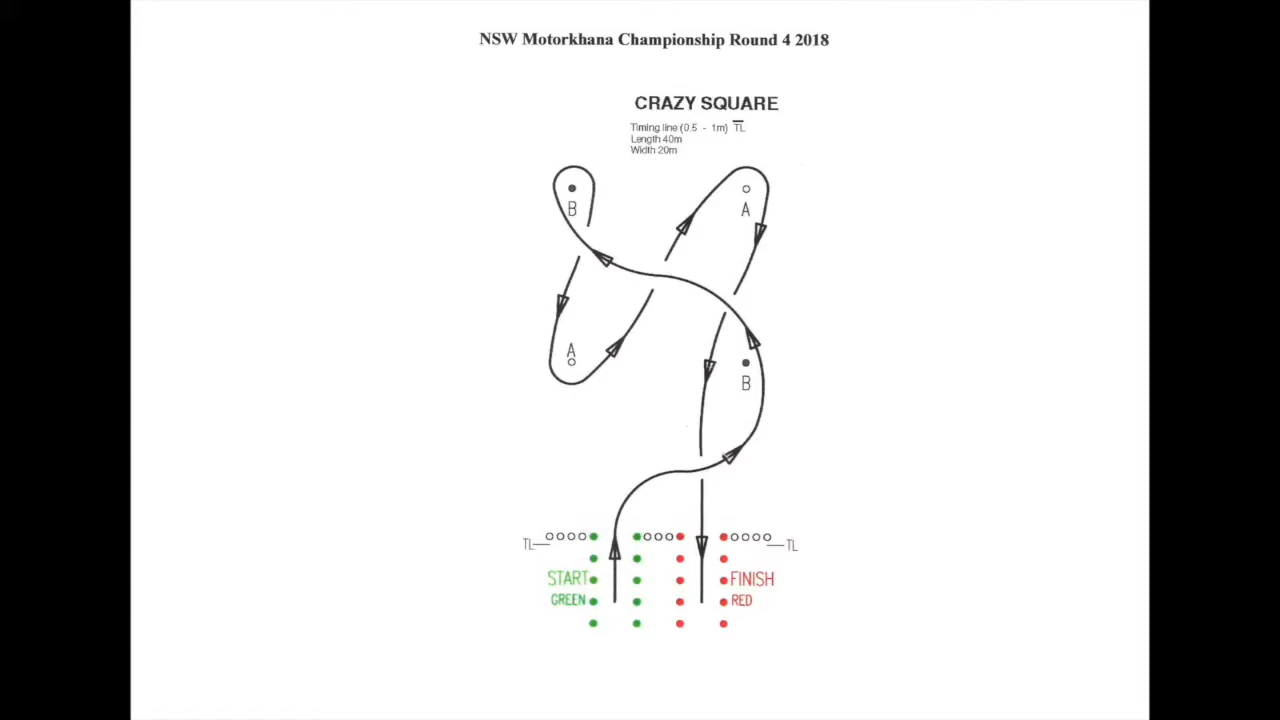 NSW Motorkhana Championship Round 4 2018
CRAZY SQUARE
Timing line (0.5 - 1m) TL
Length 40m
Width 20m
B
A
A
B
TL
TL
START
FINISH
GREEN
RED